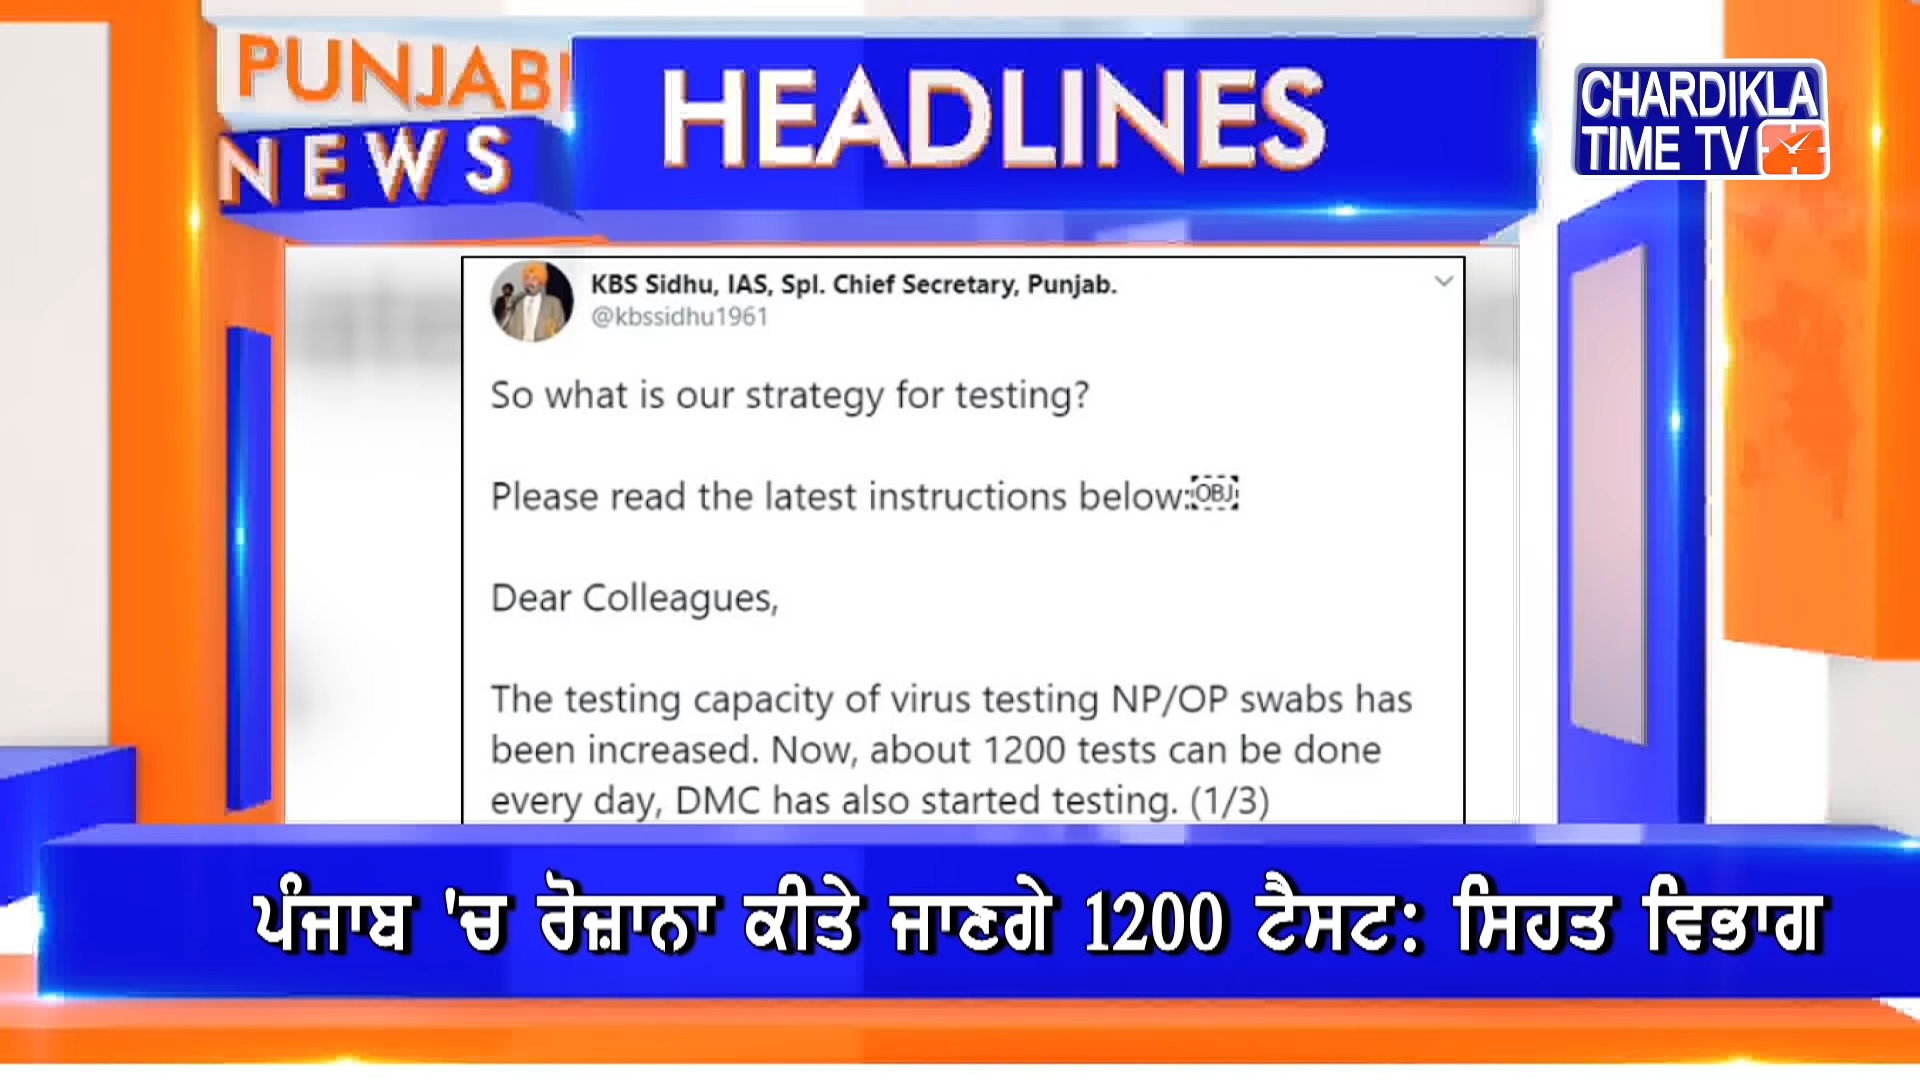 PUNJABI
NEWS
HEADLINES
CHARDIKLA
TIME TV
KBS Sidhu, IAS, Spl. Chief Secretary, Punjab.
@kbssidhu1961
So what is our strategy for testing?
Please read the latest instructions below:OBJ
Dear Colleagues,
The testing capacity of virus testing NP/OP swabs has
been increased. Now, about 1200 tests can be done
every day, DMC has also started testing. (1/3)
ਪੰਜਾਬ 'ਚ ਰੋਜ਼ਾਨਾ ਕੀਤੇ ਜਾਣਗੇ 1200 ਟੈਸਟ: ਸਿਹਤ ਵਿਭਾਗ